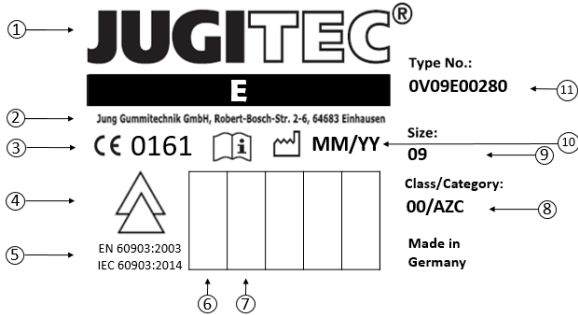 ① JUGITEC®
E
② Jung Gummitechnik GmbH, Robert-Bosch-Str. 2-6, 64683 Einhausen
③ CE 0161 i MM/YY ⑩
④
⑤ EN 60903:2003
IEC 60903:2014
⑥ ⑦
Type No.:
0V09E00280 ⑪
Size:
09 ⑨
Class/Category:
00/AZC ⑧
Made in
Germany